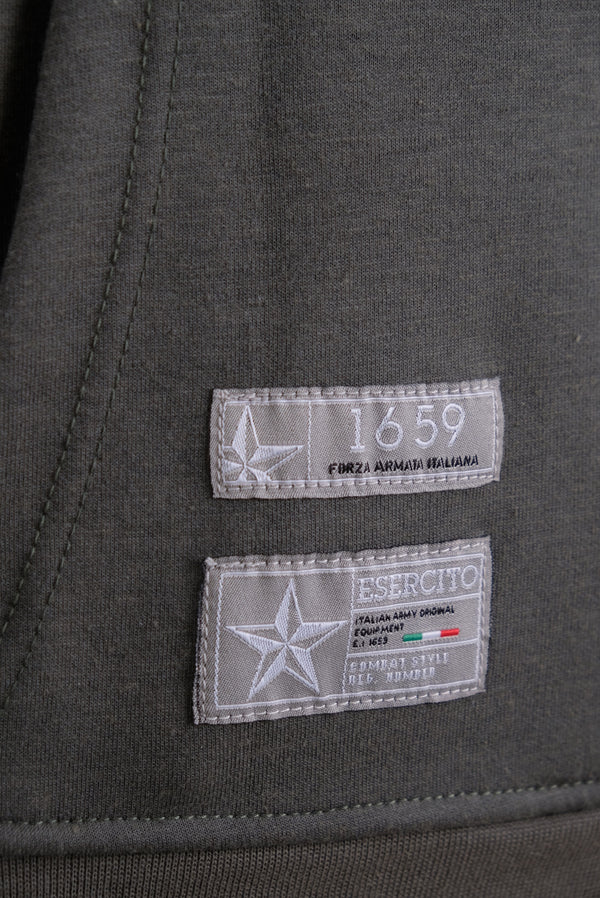 1659
FORZA ARMATA ITALIANA
ESERCITO
ITALIAN ARMY ORIGINAL
EQUIPMENT
E.I 1659
COMBAT STYLE
REG. NUMBER